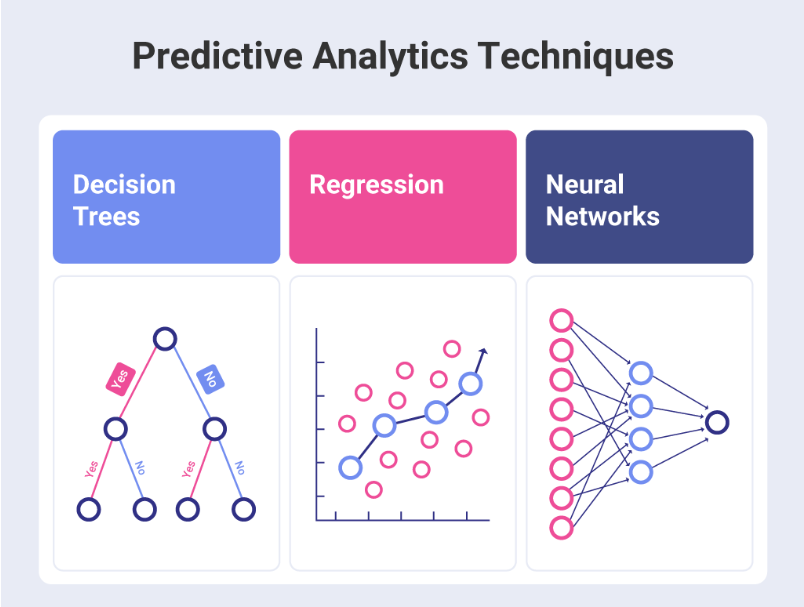 Predictive Analytics Techniques
Decision
Trees
Regression
Neural
Networks
Yes
No
Yes
No
Yes
No